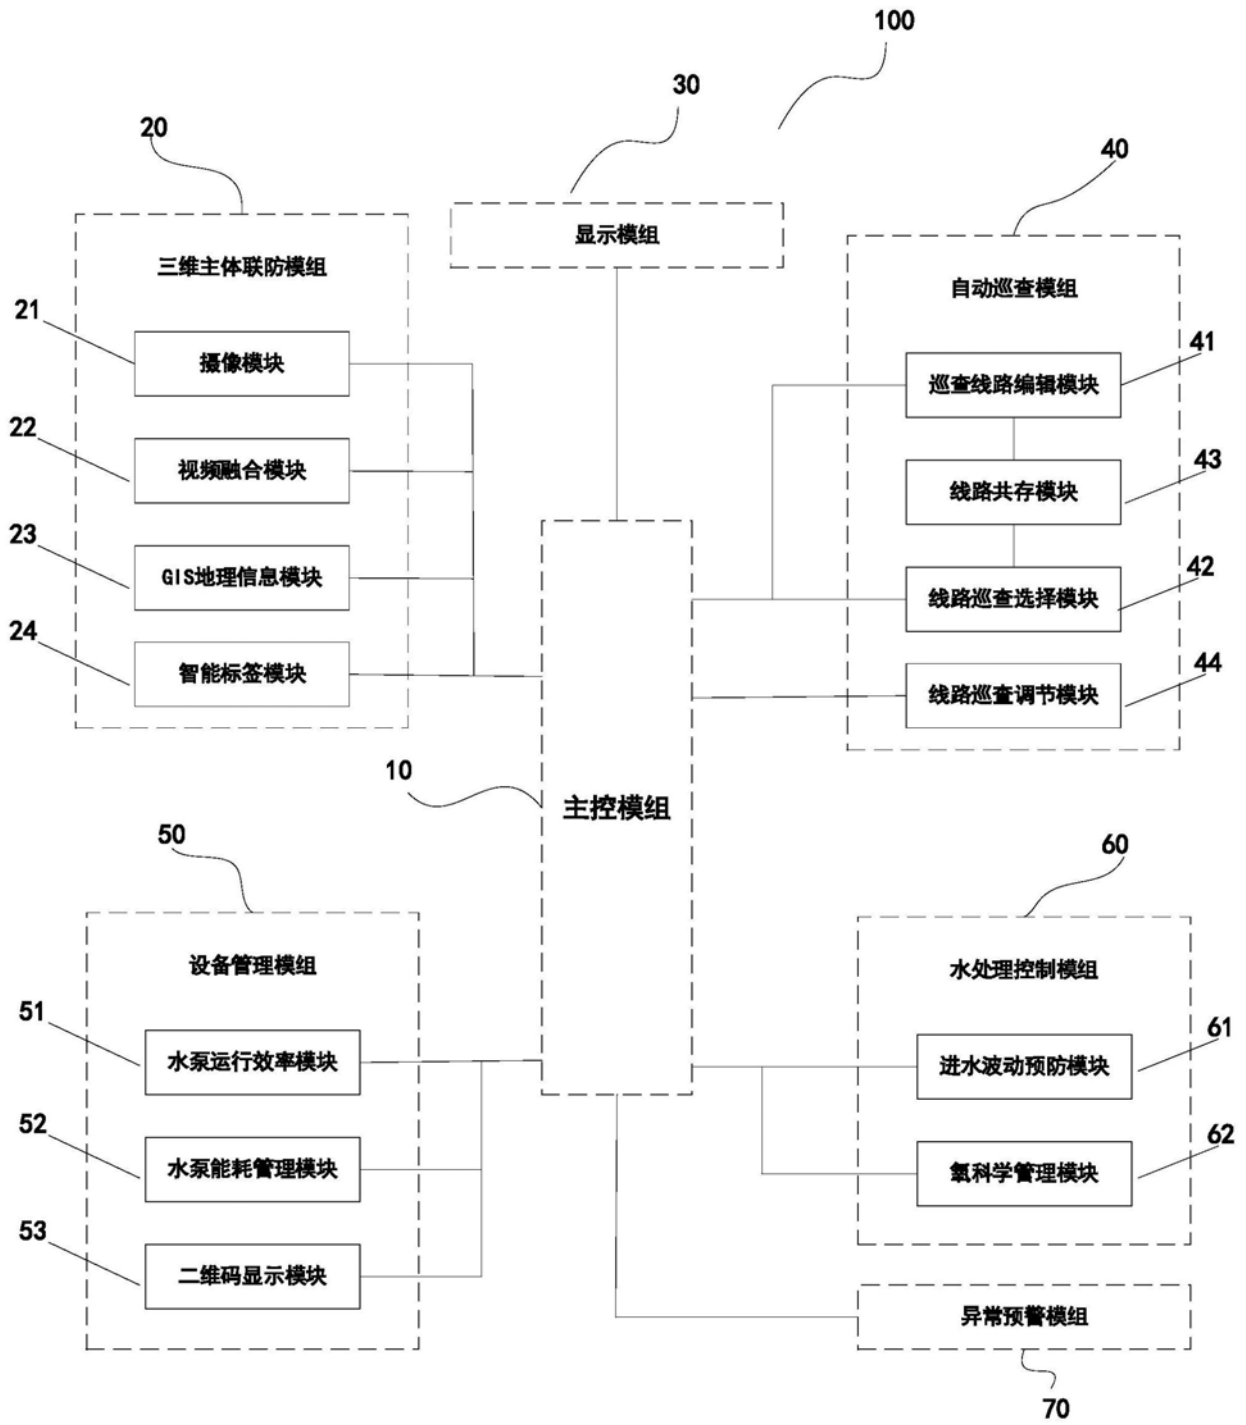 100
30
20
40
显示模组
三维主体联防模组
自动巡查模组
21
摄像模块
41
巡查线路编辑模块
22
视频融合模块
43
线路共存模块
23
GIS地理信息模块
42
线路巡查选择模块
24
智能标签模块
44
线路巡查调节模块
10
主控模组
50
60
设备管理模组
水处理控制模组
51
水泵运行效率模块
61
进水波动预防模块
52
水泵能耗管理模块
62
氧科学管理模块
53
二维码显示模块
异常预警模组
70